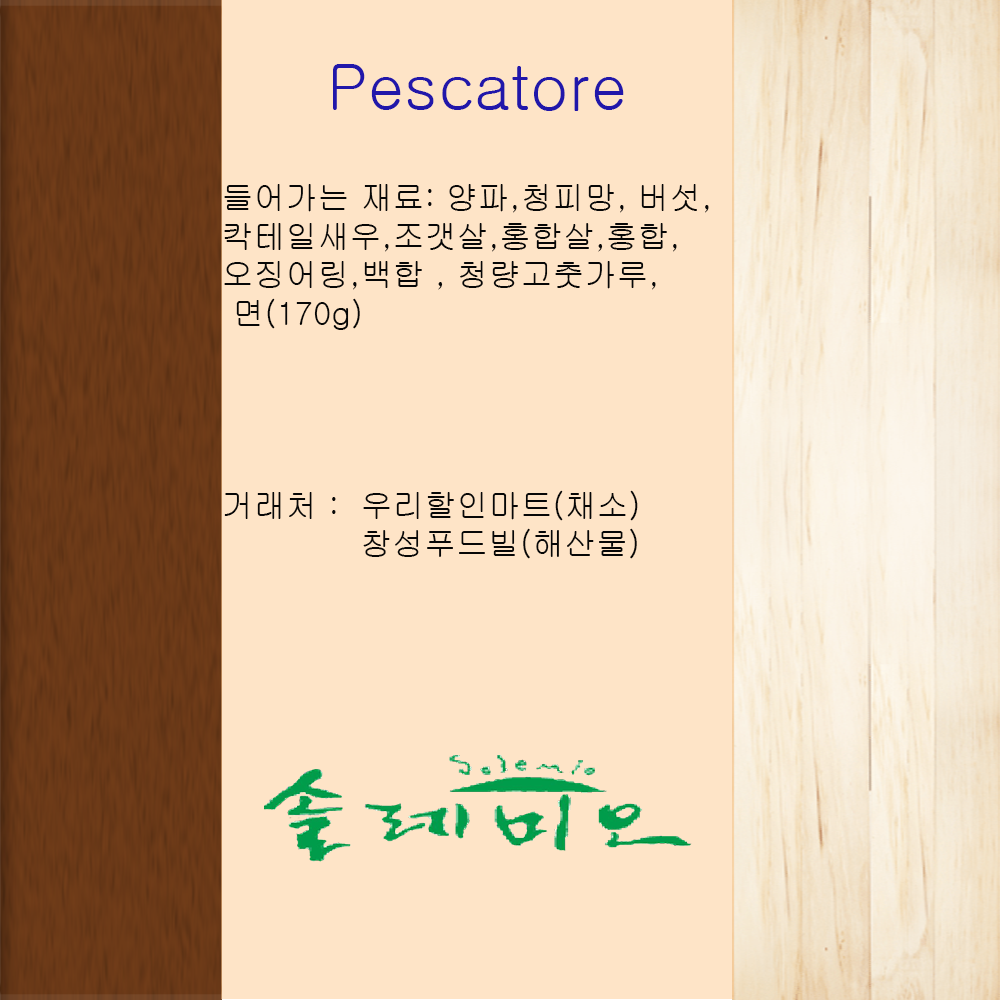 Pescatore
들어가는 재료: 양파,청피망, 버섯,
칵테일새우,조갯살,홍합살,홍합,
오징어링,백합 , 청량고춧가루,
면(170g)
거래처 : 우리할인마트(채소)
창성푸드빌(해산물)
Solemio
솔레미오